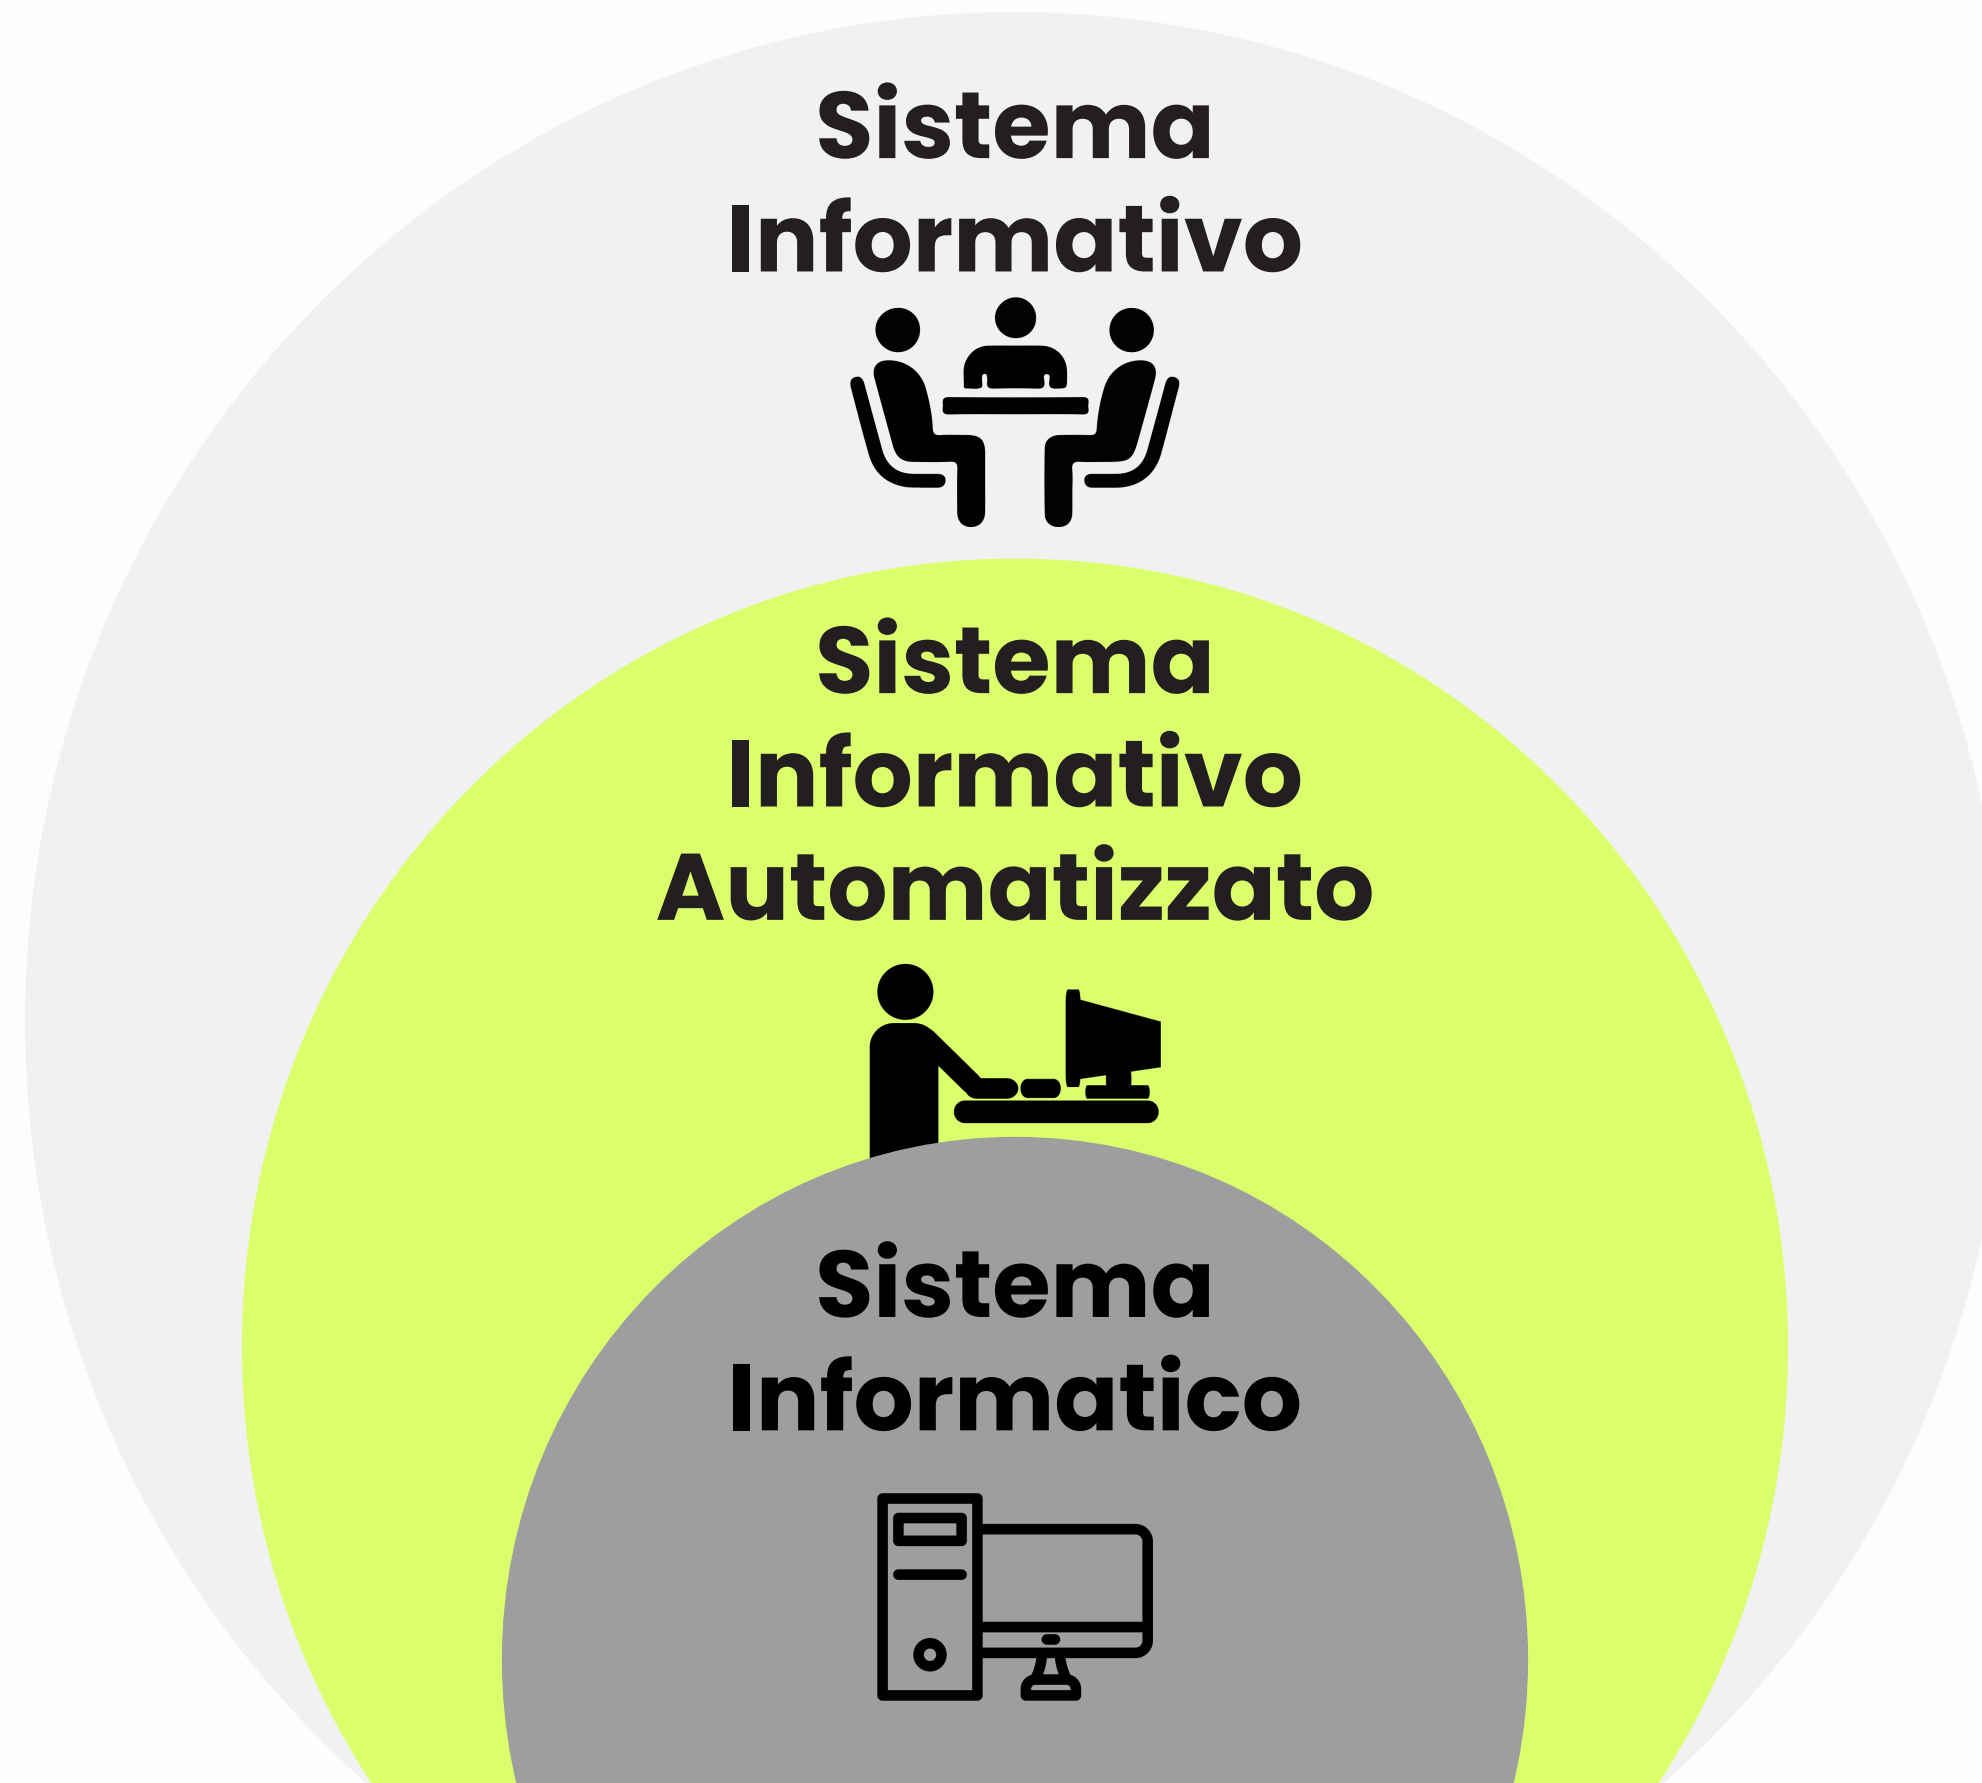 Sistema
Informativo
Sistema
Informativo
Automatizzato
Sistema
Informatico